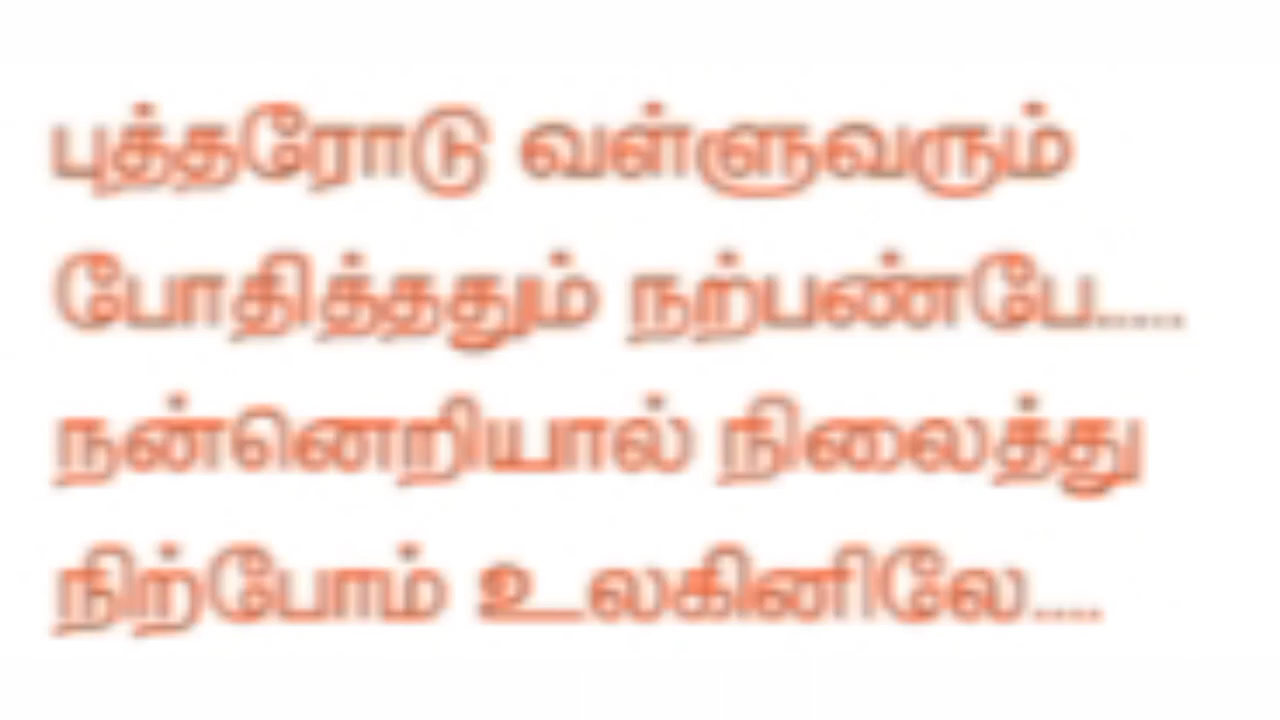 புத்தரோடு வள்ளுவரும்
போதித்ததும் நற்பண்பே.....
நன்னெறியால் நிலைத்து
நிற்போம் உலகினிலே....